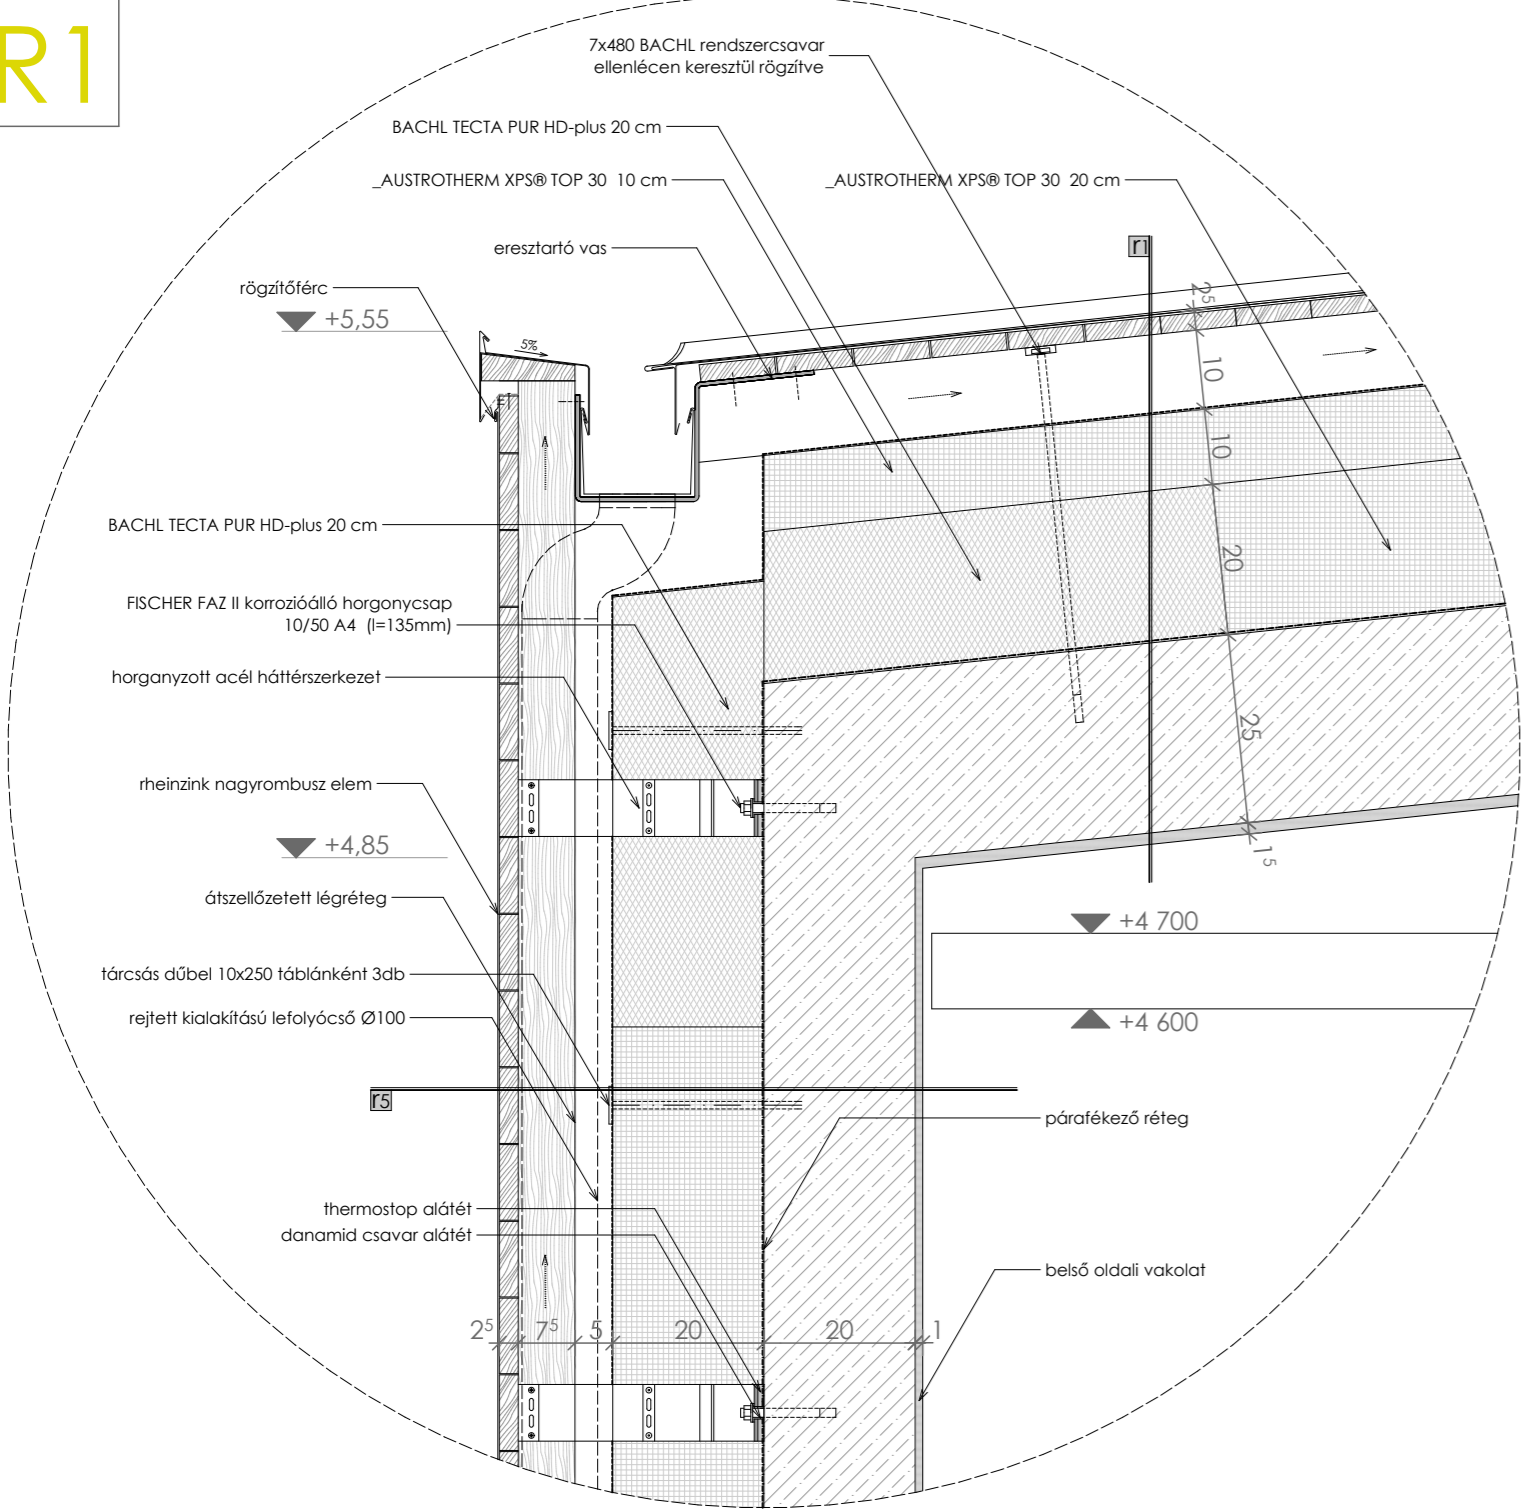 R1
7x480 BACHL rendszercsavar
ellenlécen keresztül rögzítve
BACHL TECTA PUR HD-plus 20 cm
_AUSTROTHERM XPS® TOP 30 10 cm
_AUSTROTHERM XPS® TOP 30 20 cm
eresztartó vas
r1
rögzítőférc
+5,55
5%
2⁵
10
10
20
25
1⁵
BACHL TECTA PUR HD-plus 20 cm
FISCHER FAZ II korrozióálló horgonycsap
10/50 A4 (l=135mm)
horganyzott acél háttérszerkezet
rheinzink nagyrombusz elem
+4,85
átszellőzetett légréteg
+4 700
tárcsás dűbel 10x250 táblánként 3db
rejtett kialakítású lefolyócső Ø100
+4 600
r5
párafékező réteg
thermostop alátét
danamid csavar alátét
belső oldali vakolat
2⁵ 7⁵ 5 20 20 1